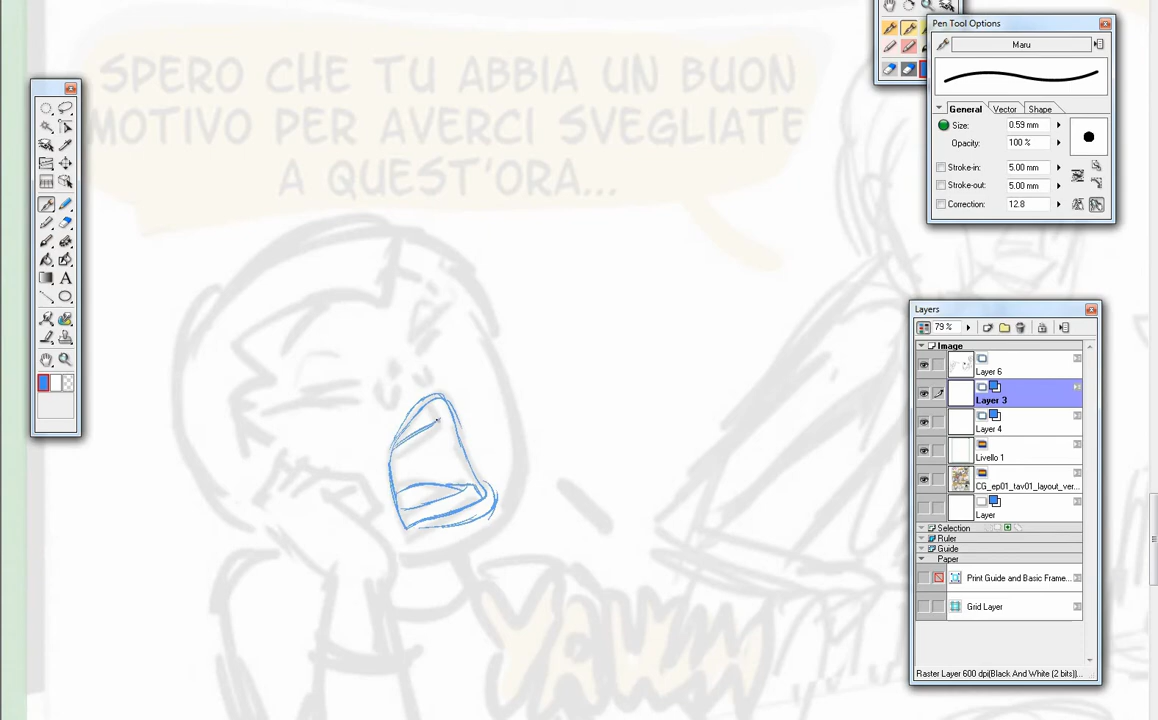 SPERO CHE TU ABBIA UN BUON
MOTIVO PER AVERCI SVEGLIATE
A QUEST'ORA...
YAWN
Pen Tool Options
Maru
General Vector Shape
Size: 0.59 mm
Opacity: 100 %
Stroke-in: 5.00 mm
Stroke-out: 5.00 mm
Correction: 12.8
Layers
79 %
Image
Layer 6
Layer 3
Layer 4
Livello 1
CG_ep01_tav01_layout_ver...
Layer
Selection
Ruler
Guide
Paper
Print Guide and Basic Frame...
Grid Layer
Raster Layer 600 dpi(Black And White (2 bits))...